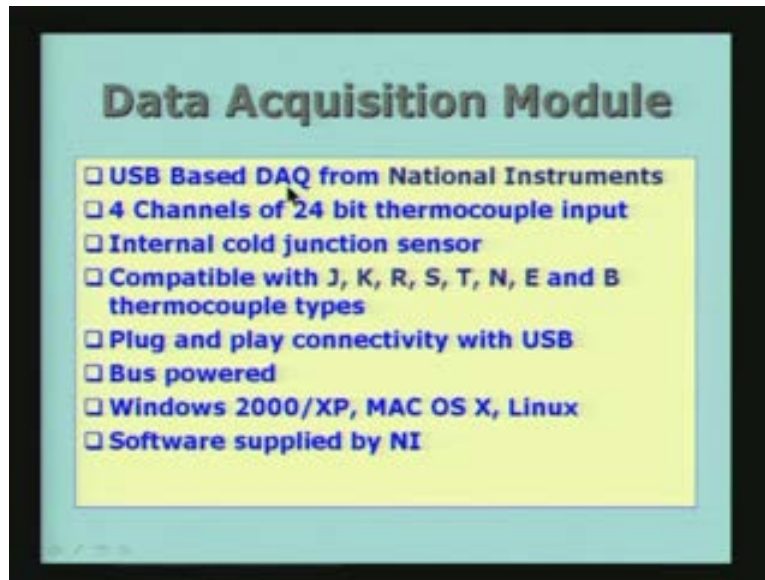 Data Acquisition Module
USB Based DAQ from National Instruments
4 Channels of 24 bit thermocouple input
Internal cold junction sensor
Compatible with J, K, R, S, T, N, E and B
thermocouple types
Plug and play connectivity with USB
Bus powered
Windows 2000/XP, MAC OS X, Linux
Software supplied by NI